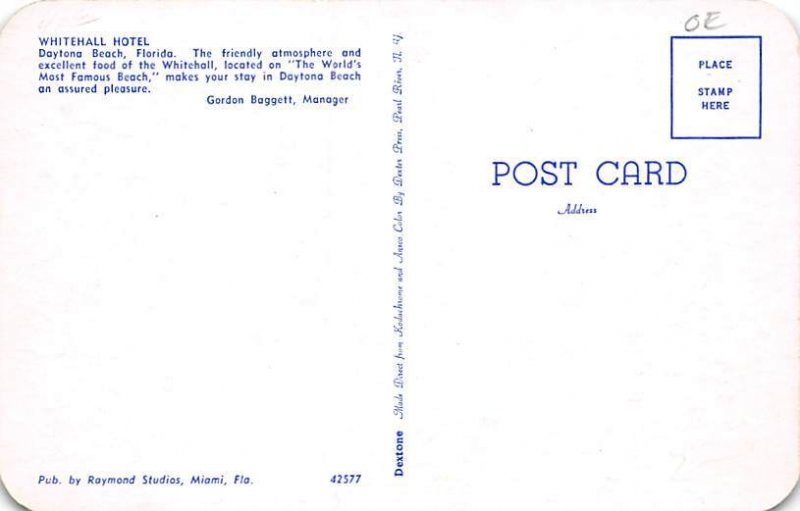 WHITEHALL HOTEL
Daytona Beach, Florida. The friendly atmosphere and
excellent food of the Whitehall, located on "The World's
Most Famous Beach," makes your stay in Daytona Beach
an assured pleasure.
Gordon Baggett, Manager
Pub. by Raymond Studios, Miami, Fla. 42577
Dextone Made Direct from Kodachrome and Ansco Color By Dexter Press, Pearl River, N. Y.
OE
PLACE
STAMP
HERE
POST CARD
Address